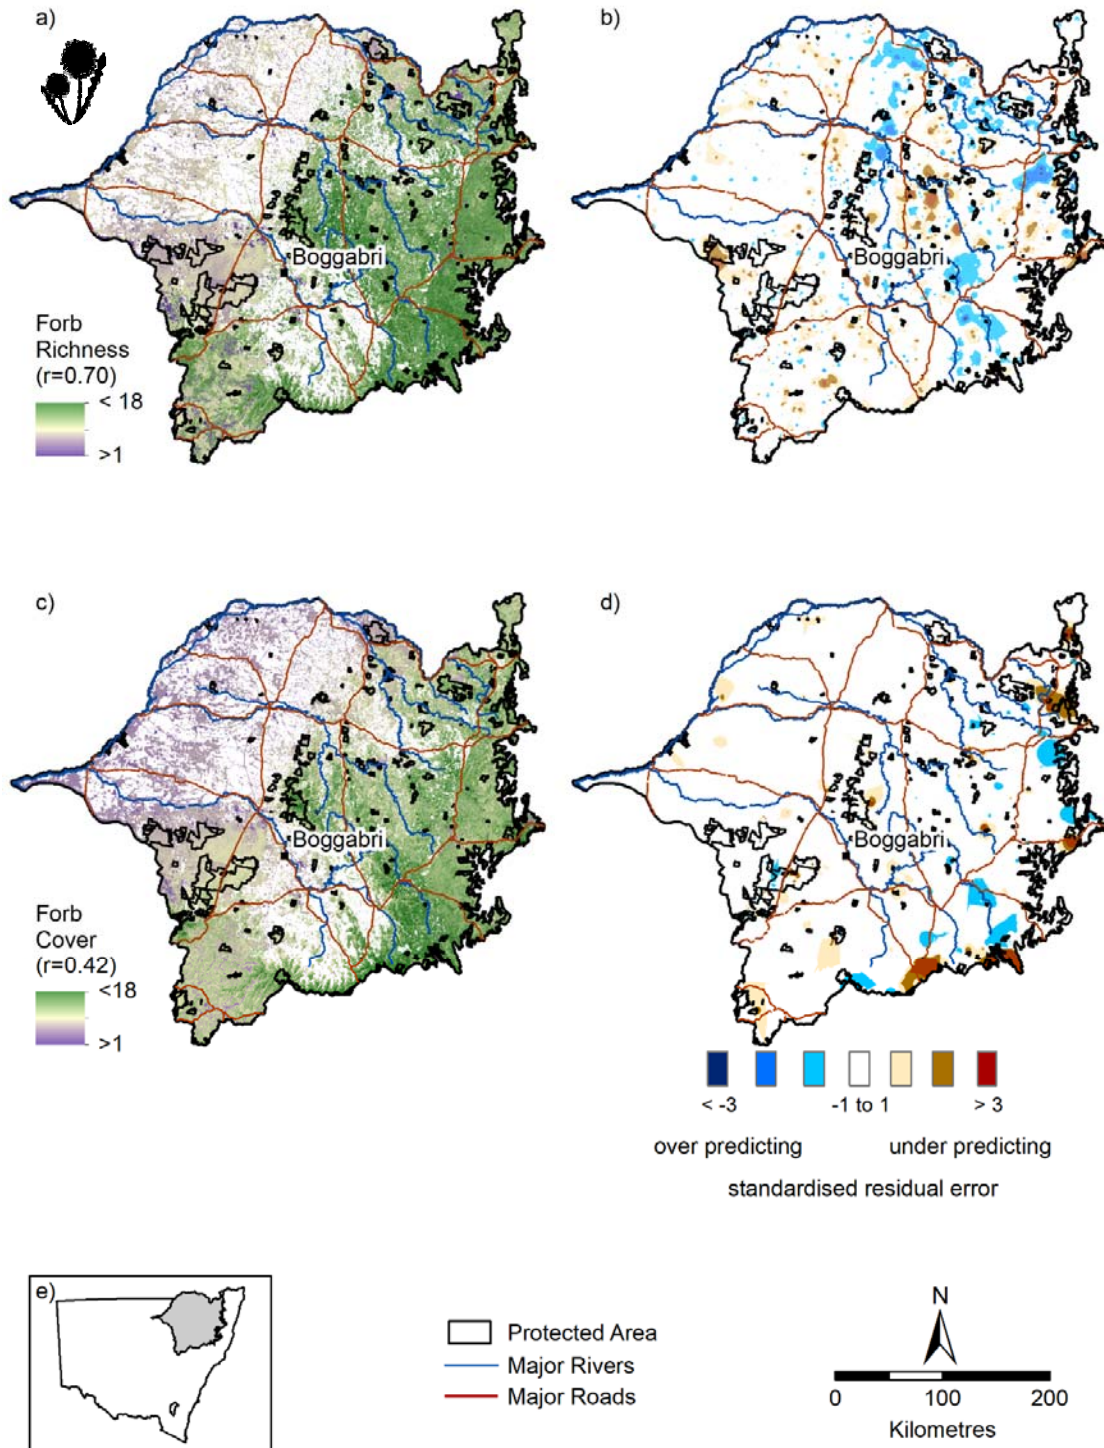 a)
b)
Boggabri
Boggabri
Forb
Richness
(r=0.70)
< 18
>1
c)
d)
Boggabri
Boggabri
Forb
Cover
(r=0.42)
<18
>1
< -3
-1 to 1
> 3
over predicting
under predicting
standardised residual error
e)
Protected Area
Major Rivers
Major Roads
N
0
100
200
Kilometres